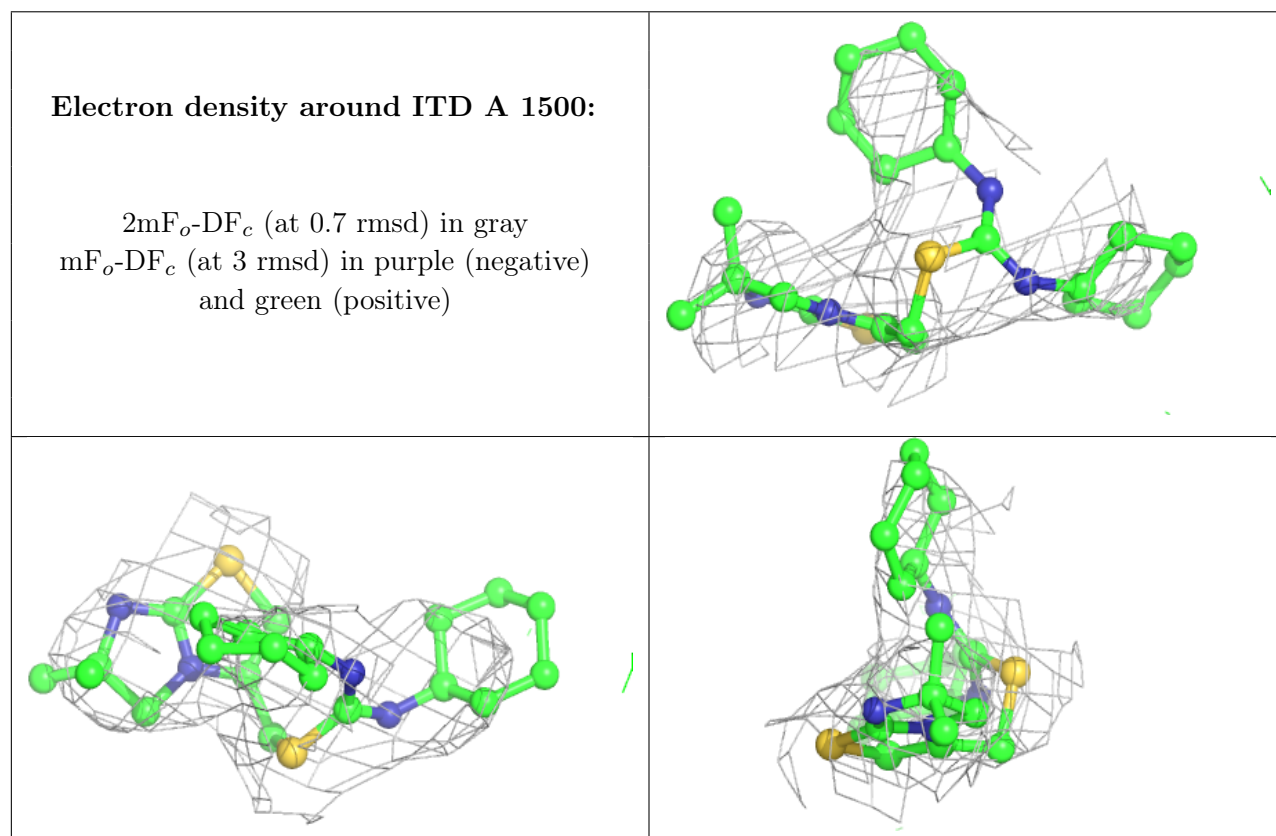 Electron density around ITD A 1500:
2mFo-DFc (at 0.7 rmsd) in gray
mFo-DFc (at 3 rmsd) in purple (negative)
and green (positive)